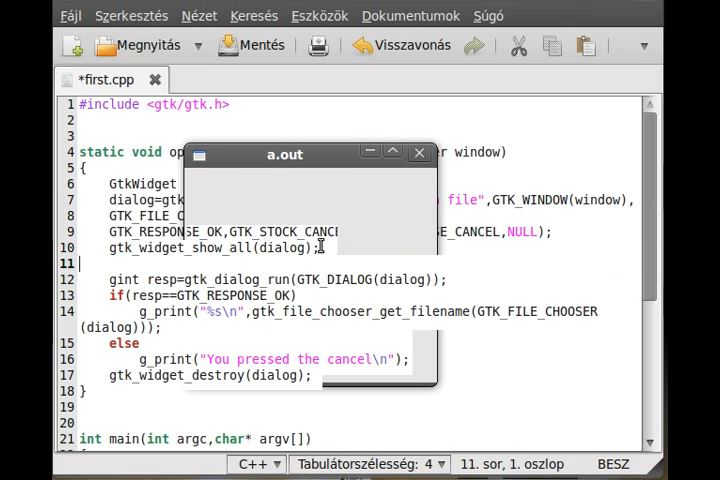 Fájl Szerkesztés Nézet Keresés Eszközök Dokumentumok Súgó
Megnyitás Mentés Visszavonás
*first.cpp
1 #include <gtk/gtk.h>
2
3
4 static void op er window)
a.out
5 {
6 GtkWidget
7 dialog=gtk file",GTK_WINDOW(window),
8 GTK_FILE_C
9 GTK_RESPONSE_OK,GTK_STOCK_CANCE SE_CANCEL,NULL);
10 gtk_widget_show_all(dialog);
11
12 gint resp=gtk_dialog_run(GTK_DIALOG(dialog));
13 if(resp==GTK_RESPONSE_OK)
14 g_print("%s\n",gtk_file_chooser_get_filename(GTK_FILE_CHOOSER
(dialog)));
15 else
16 g_print("You pressed the cancel\n");
17 gtk_widget_destroy(dialog);
18 }
19
20
21 int main(int argc,char* argv[])
C++ Tabulátorszélesség: 4 11. sor, 1. oszlop BESZ